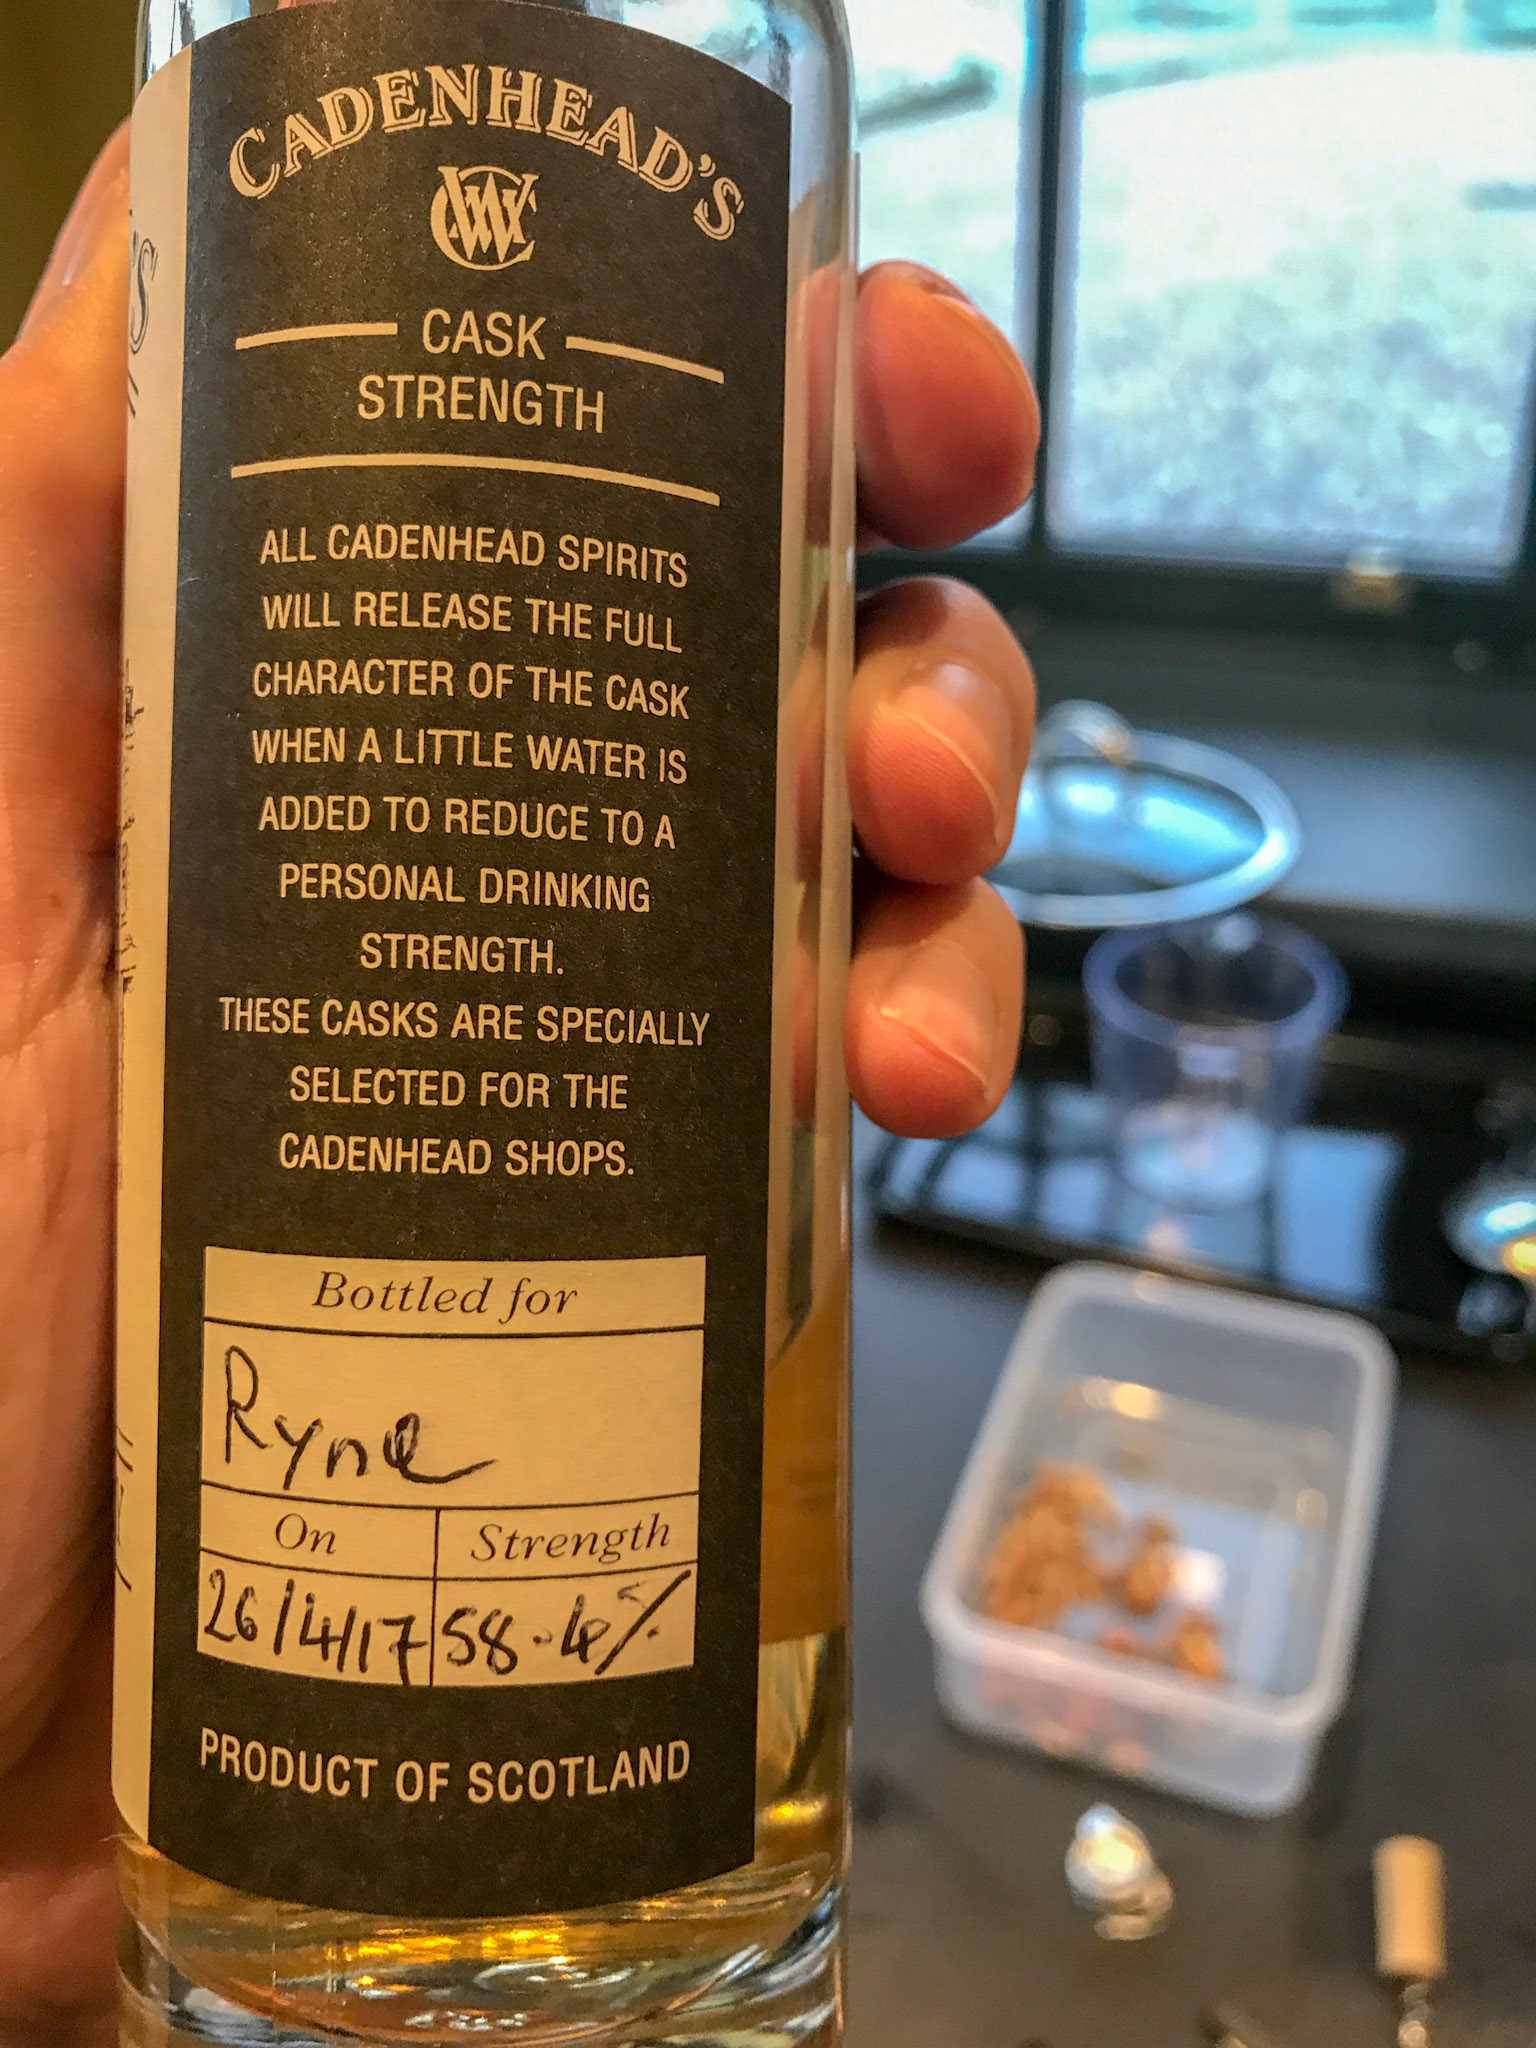 CADENHEAD'S
WC
CASK
STRENGTH
ALL CADENHEAD SPIRITS
WILL RELEASE THE FULL
CHARACTER OF THE CASK
WHEN A LITTLE WATER IS
ADDED TO REDUCE TO A
PERSONAL DRINKING
STRENGTH.
THESE CASKS ARE SPECIALLY
SELECTED FOR THE
CADENHEAD SHOPS.
Bottled for
Ryne
On Strength
26/4/17 58.4%
PRODUCT OF SCOTLAND
'S